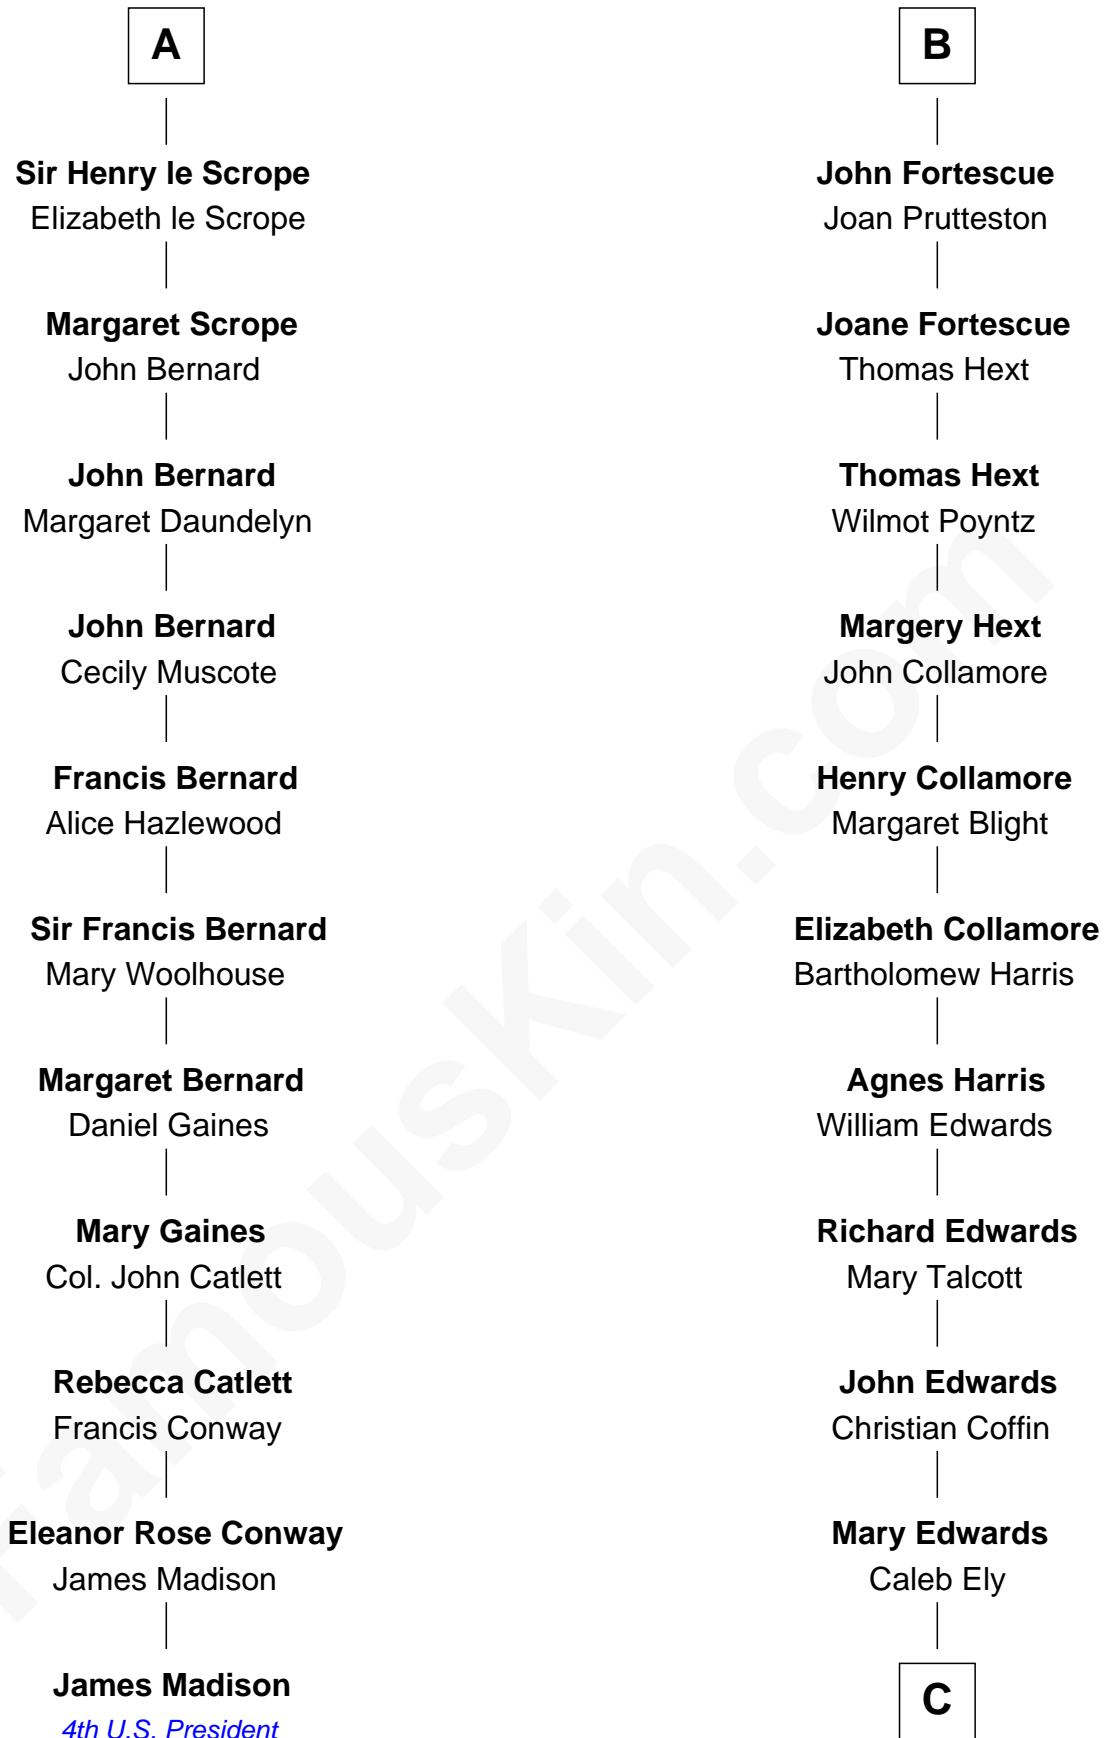 A
Sir Henry le Scrope
Elizabeth le Scrope
Margaret Scrope
John Bernard
John Bernard
Margaret Daundelyn
John Bernard
Cecily Muscote
Francis Bernard
Alice Hazlewood
Sir Francis Bernard
Mary Woolhouse
Margaret Bernard
Daniel Gaines
Mary Gaines
Col. John Catlett
Rebecca Catlett
Francis Conway
Eleanor Rose Conway
James Madison
James Madison
4th U.S. President
B
John Fortescue
Joan Prutteston
Joane Fortescue
Thomas Hext
Thomas Hext
Wilmot Poyntz
Margery Hext
John Collamore
Henry Collamore
Margaret Blight
Elizabeth Collamore
Bartholomew Harris
Agnes Harris
William Edwards
Richard Edwards
Mary Talcott
John Edwards
Christian Coffin
Mary Edwards
Caleb Ely
C
FamousKin.com